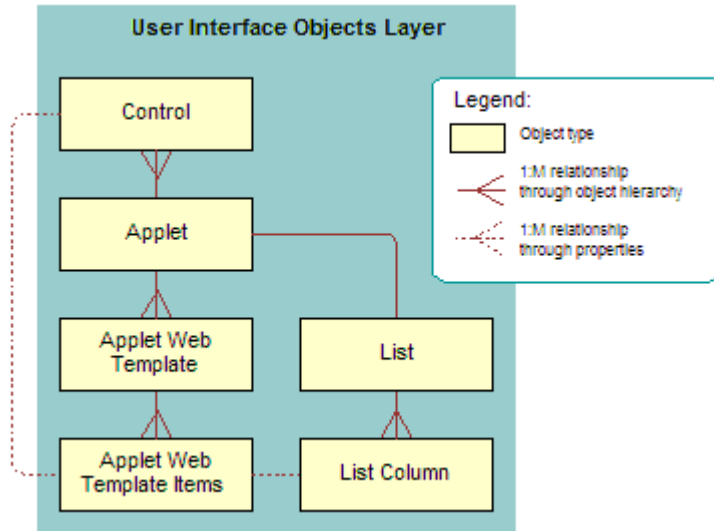 User Interface Objects Layer
Control
Applet
Applet Web
Template
List
Applet Web
Template Items
List Column
Legend:
Object type
1:M relationship
through object hierarchy
1:M relationship
through properties